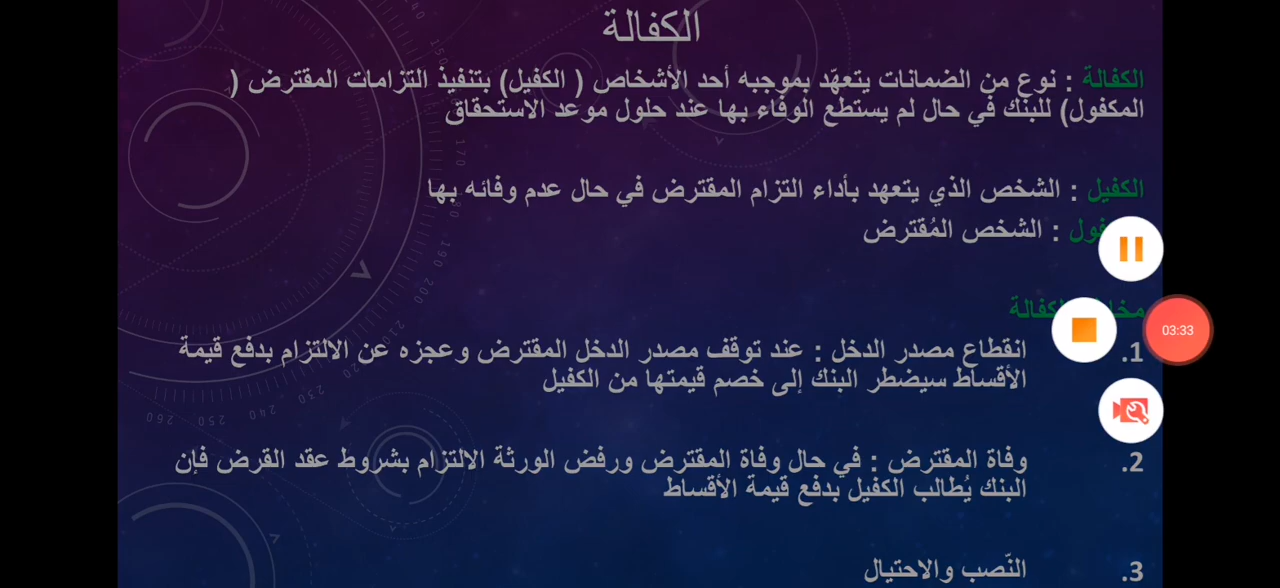 الكفالة
الكفالة : نوع من الضمانات يتعهّد بموجبه أحد الأشخاص ( الكفيل) بتنفيذ التزامات المقترض (
المكفول) للبنك في حال لم يستطع الوفاء بها عند حلول موعد الاستحقاق
الكفيل : الشخص الذي يتعهد بأداء التزام المقترض في حال عدم وفائه بها
: الشخص المُقترض
الكفالة
1. انقطاع مصدر الدخل : عند توقف مصدر الدخل المقترض وعجزه عن الالتزام بدفع قيمة
الأقساط سيضطر البنك إلى خصم قيمتها من الكفيل
03:33
2. وفاة المقترض : في حال وفاة المقترض ورفض الورثة الالتزام بشروط عقد القرض فإن
البنك يُطالب الكفيل بدفع قيمة الأقساط
3. النّصب والاحتيال